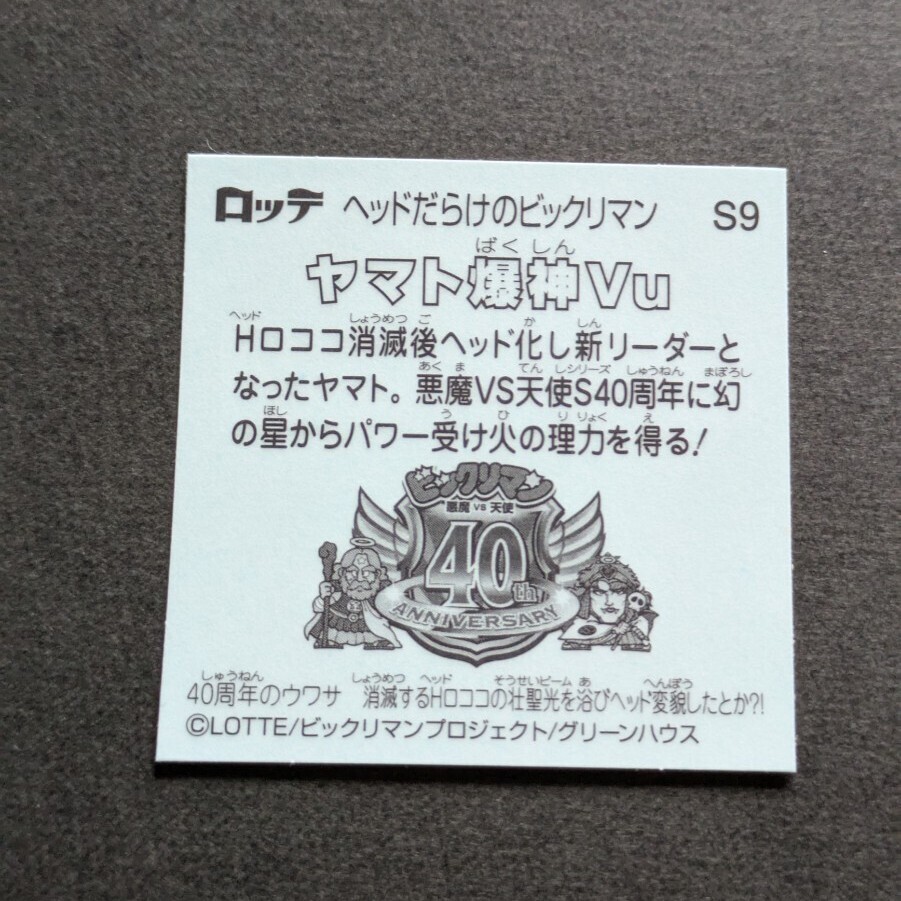 ロッテ ヘッドだらけのビックリマン S9
ばくしん
ヤマト爆神Vu
ヘッド しょうめつ ご か しん
Hロココ消滅後ヘッド化し新リーダーと
あく ま てん しシリーズ しゅうねん まぼろし
なったヤマト。悪魔VS天使S40周年に幻
ほし う ひ り りょく え
の星からパワー受け火の理力を得る!
ビックリマン
悪魔 VS 天使
40th
ANNIVERSARY
しゅうねん しょうめつ ヘッド そうせいビーム あ へんぼう
40周年のウワサ 消滅するHロココの壮聖光を浴びヘッド変貌したとか?!
©LOTTE/ビックリマンプロジェクト/グリーンハウス